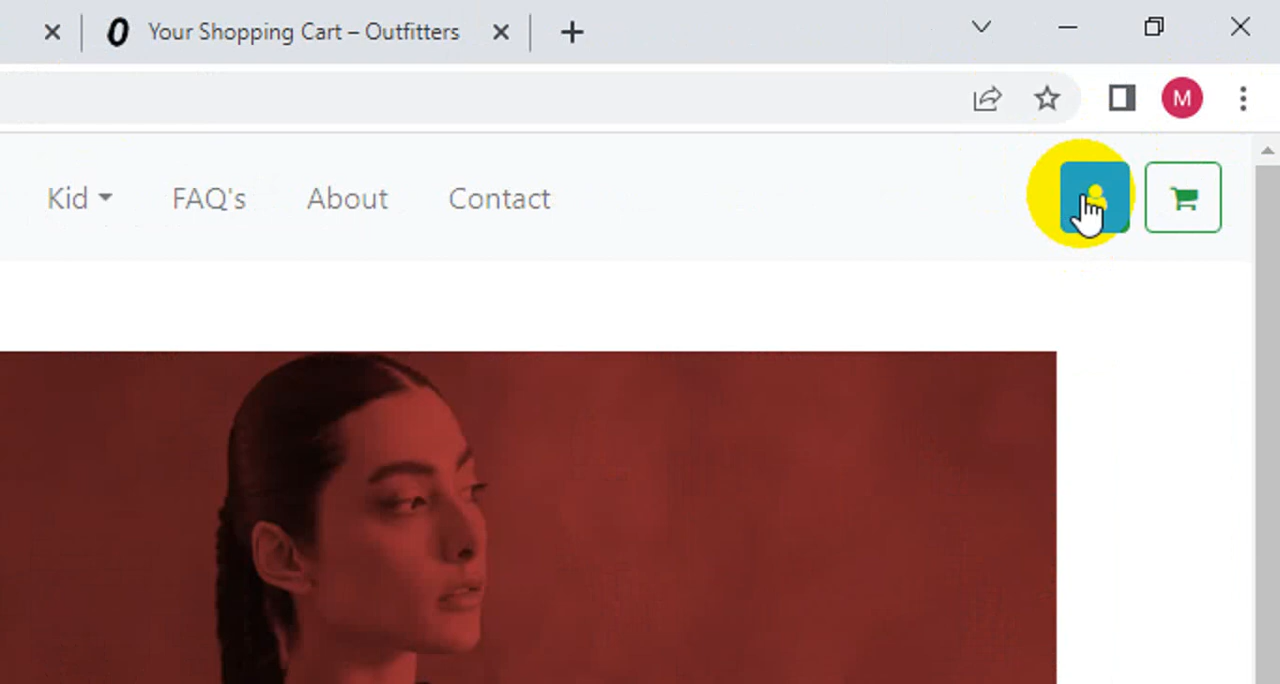 Your Shopping Cart – Outfitters
M
Kid
FAQ's
About
Contact